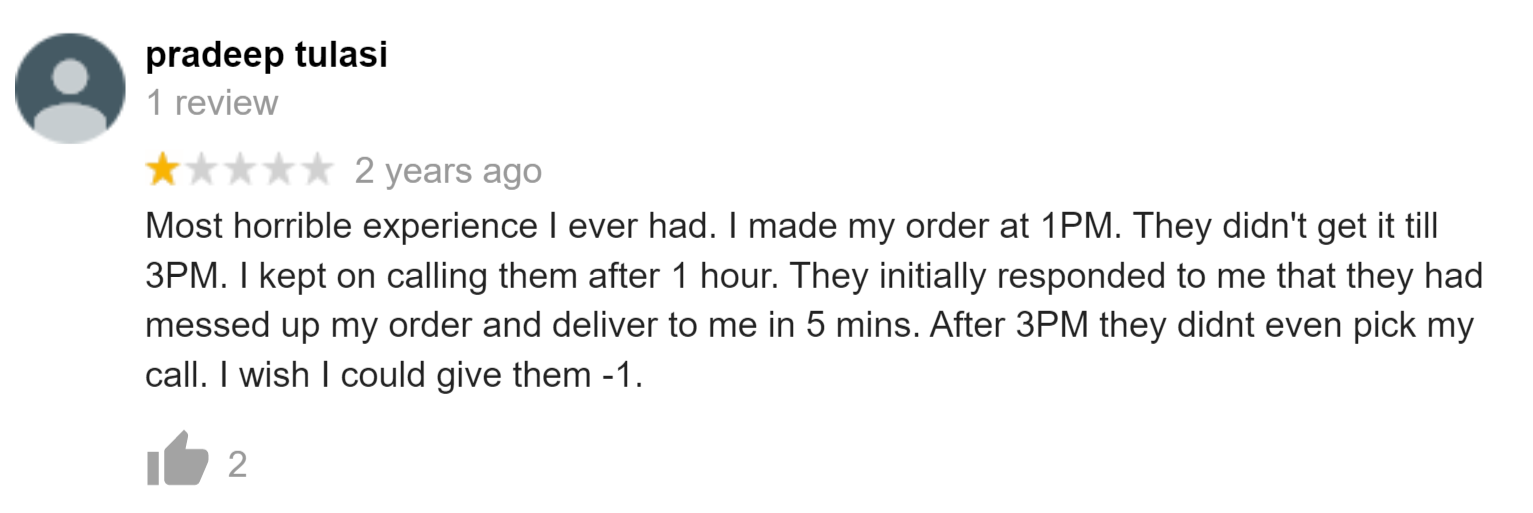 pradeep tulasi
1 review
2 years ago
Most horrible experience I ever had. I made my order at 1PM. They didn't get it till
3PM. I kept on calling them after 1 hour. They initially responded to me that they had
messed up my order and deliver to me in 5 mins. After 3PM they didnt even pick my
call. I wish I could give them -1.
2